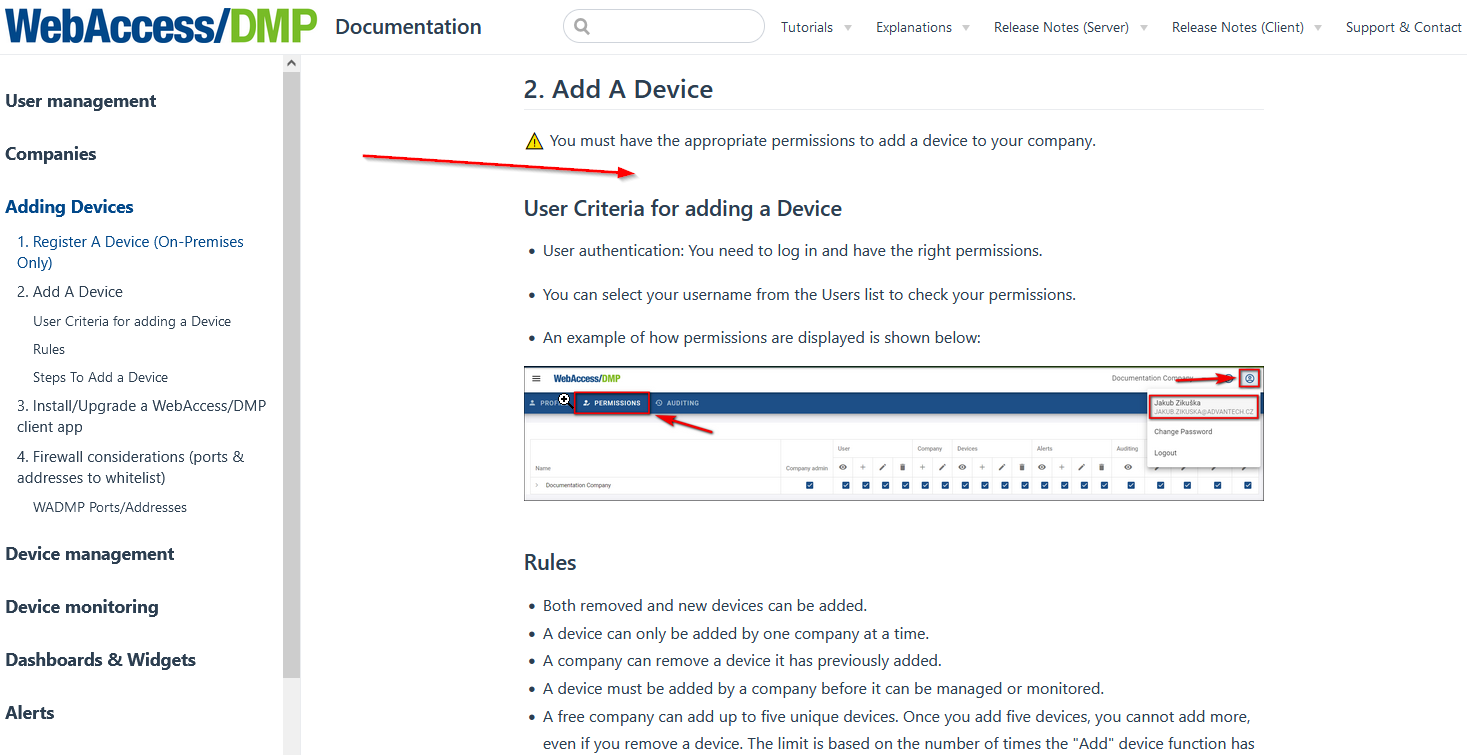 WebAccess/DMP Documentation
Tutorials Explanations Release Notes (Server) Release Notes (Client) Support & Contact
User management
Companies
Adding Devices
1. Register A Device (On-Premises
Only)
2. Add A Device
User Criteria for adding a Device
Rules
Steps To Add a Device
3. Install/Upgrade a WebAccess/DMP
client app
4. Firewall considerations (ports &
addresses to whitelist)
WADMP Ports/Addresses
Device management
Device monitoring
Dashboards & Widgets
Alerts
2. Add A Device
You must have the appropriate permissions to add a device to your company.
User Criteria for adding a Device
• User authentication: You need to log in and have the right permissions.
• You can select your username from the Users list to check your permissions.
• An example of how permissions are displayed is shown below:
WebAccess/DMP Documentation Company
PROF PERMISSIONS AUDITING
Jakub Zikuška
JAKUB.ZIKUSKA@ADVANTECH.CZ
Change Password
Logout
User Company Devices Alerts Auditing
Name Company admin
Documentation Company
Rules
• Both removed and new devices can be added.
• A device can only be added by one company at a time.
• A company can remove a device it has previously added.
• A device must be added by a company before it can be managed or monitored.
• A free company can add up to five unique devices. Once you add five devices, you cannot add more,
even if you remove a device. The limit is based on the number of times the "Add" device function has